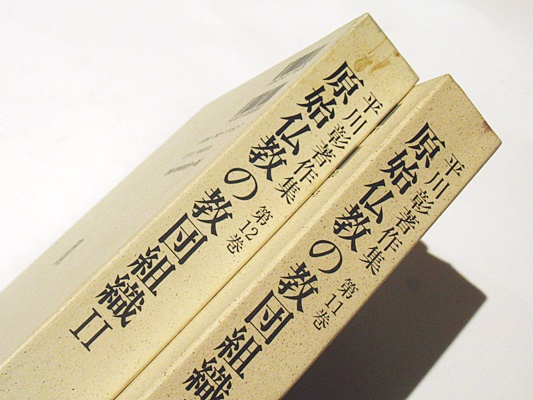 平川彰著作集 第12巻
原始仏教の教団組織II
平川彰著作集 第11巻
原始仏教の教団組織